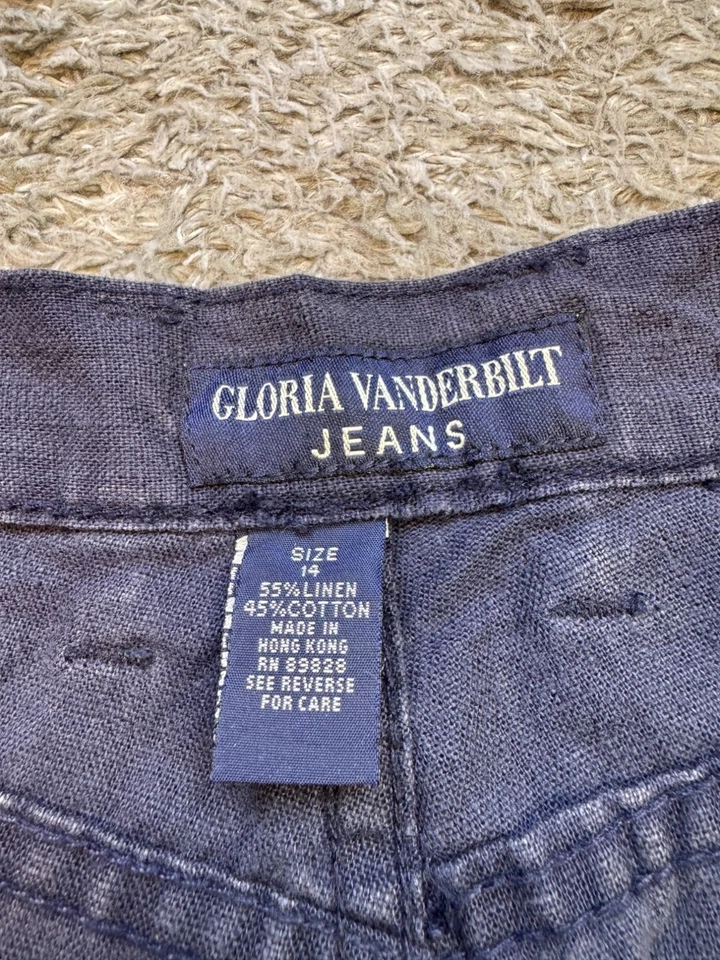 GLORIA VANDERBILT
JEANS
SIZE
14
55%LINEN
45%COTTON
MADE IN
HONG KONG
RN 89828
SEE REVERSE
FOR CARE